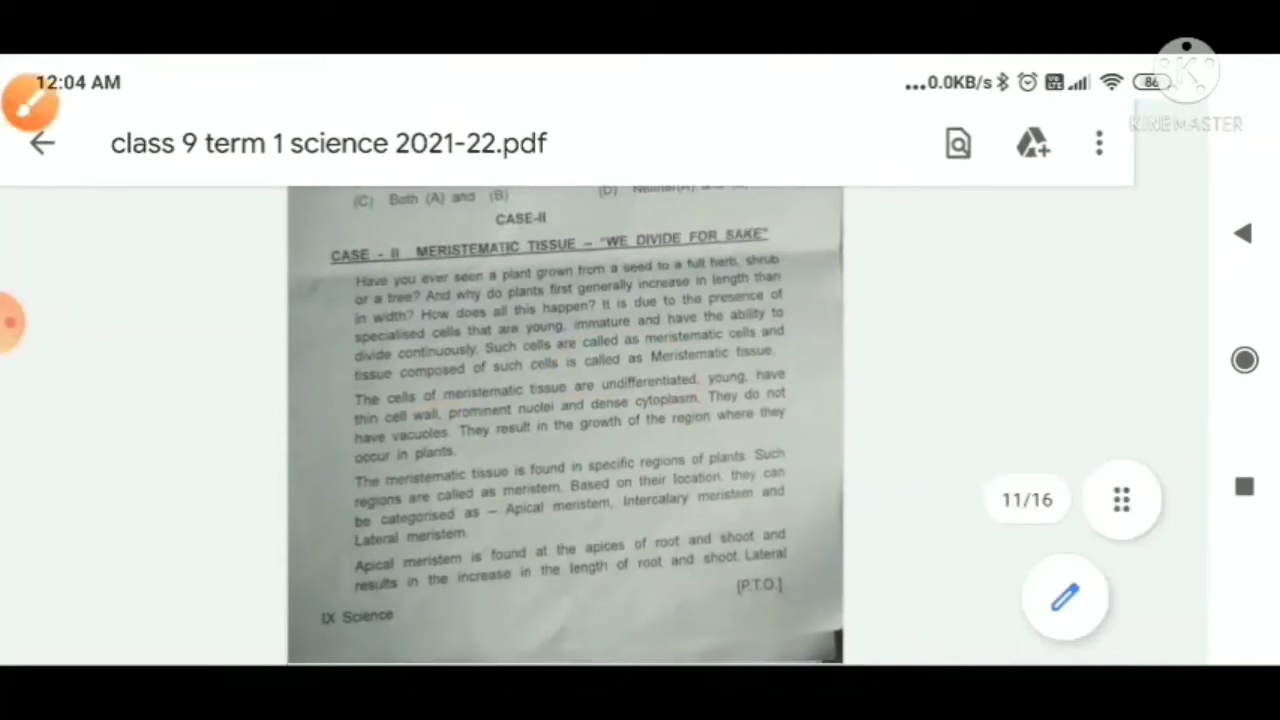 12:04 AM
...0.0KB/s
86
KINEMASTER
class 9 term 1 science 2021-22.pdf
(C) Both (A) and (B)
(D)
CASE-II
CASE - II MERISTEMATIC TISSUE – "WE DIVIDE FOR SAKE"
Have you ever seen a plant grown from a seed to a full herb, shrub
or a tree? And why do plants first generally increase in length than
in width? How does all this happen? It is due to the presence of
specialised cells that are young, immature and have the ability to
divide continuously. Such cells are called as meristematic cells and
tissue composed of such cells is called as Meristematic tissue.
The cells of meristematic tissue are undifferentiated, young, have
thin cell wall, prominent nuclei and dense cytoplasm. They do not
have vacuoles. They result in the growth of the region where they
occur in plants.
The meristematic tissue is found in specific regions of plants. Such
regions are called as meristem. Based on their location, they can
be categorised as – Apical meristem, Intercalary meristem and
Lateral meristem.
Apical meristem is found at the apices of root and shoot and
results in the increase in the length of root and shoot. Lateral
[P.T.O.]
IX Science
11/16